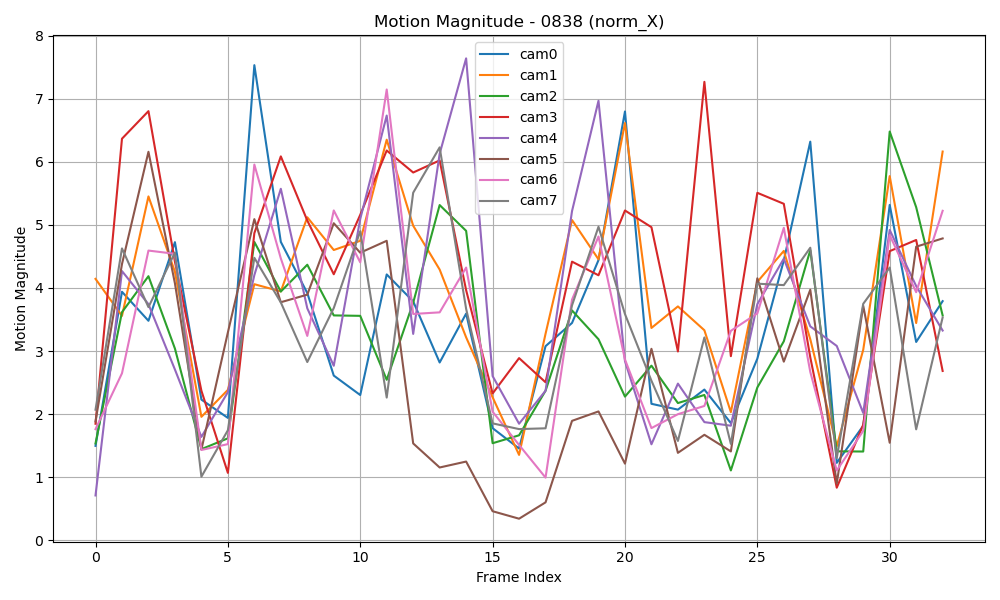 Motion Magnitude - 0838 (norm_X)
Motion Magnitude
8
7
6
5
4
3
2
1
0
cam0
cam1
cam2
cam3
cam4
cam5
cam6
cam7
0 5 10 15 20 25 30
Frame Index